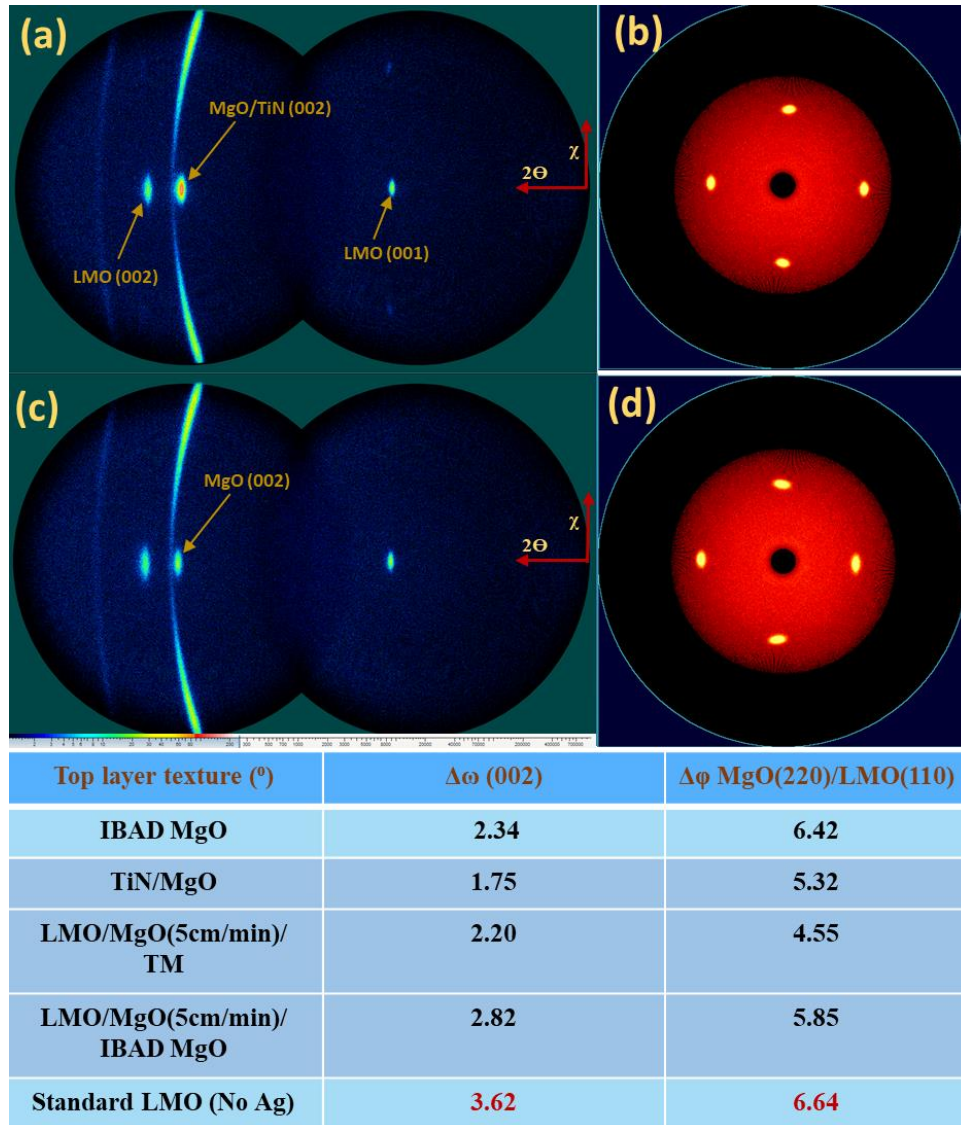 (a)
MgO/TiN (002)
χ
2Θ
LMO (002)
LMO (001)
(b)
(c)
MgO (002)
χ
2Θ
(d)
Top layer texture (⁰) Δω (002) Δφ MgO(220)/LMO(110)
IBAD MgO 2.34 6.42
TiN/MgO 1.75 5.32
LMO/MgO(5cm/min)/
TM 2.20 4.55
LMO/MgO(5cm/min)/
IBAD MgO 2.82 5.85
Standard LMO (No Ag) 3.62 6.64